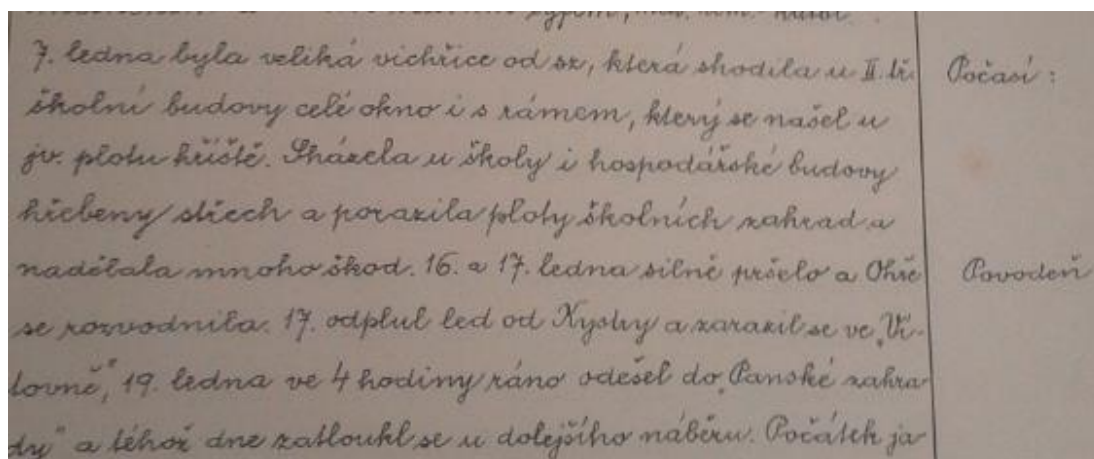 7. ledna byla veliká vichřice od sz, která shodila u II. tř.
Počasí :
školní budovy celé okno i s rámem, který se našel u
jv. plotu hřiště. Sházela u školy i hospodářské budovy
hřebeny střech a porazila ploty školních zahrad a
nadělala mnoho škod. 16. a 17. ledna silně pršelo a Ohře
Povodeň
se rozvodnila. 17. odplul led od Kystvy a zarazil se ve „Vr-
lovně", 19. ledna ve 4 hodiny ráno odešel do „Panské zahra-
dy" a téhož dne zatloukl se u dolejšího náběru. Počátek ja-